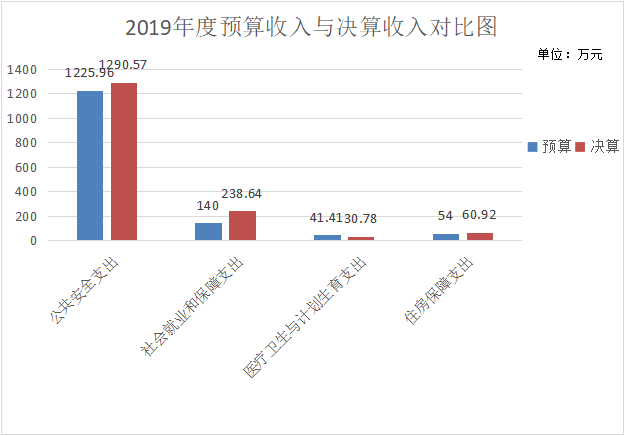 2019年度预算收入与决算收入对比图
单位：万元
1400
1200
1000
800
600
400
200
0
1225.96
1290.57
140
238.64
41.41
30.78
54
60.92
预算
决算
公共安全支出
社会就业和保障支出
医疗卫生与计划生育支出
住房保障支出